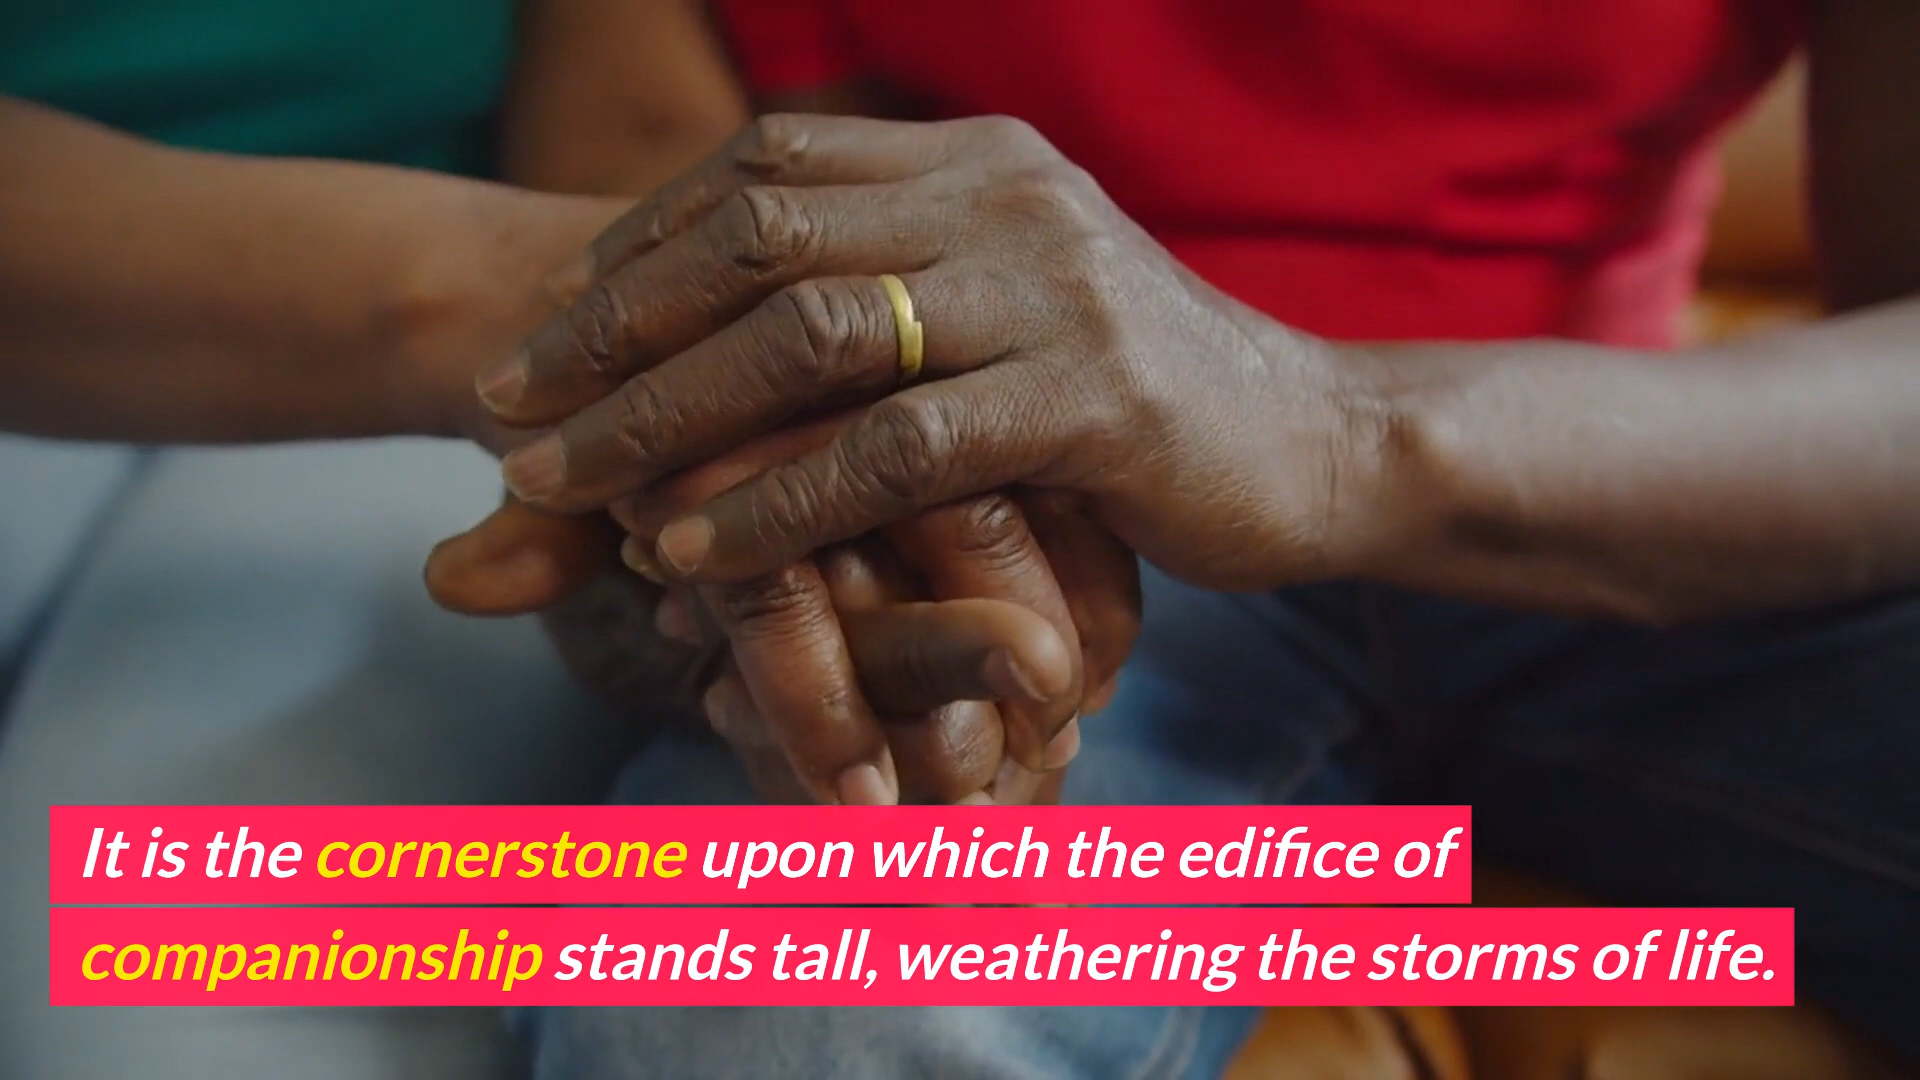 It is the cornerstone upon which the edifice of
companionship stands tall, weathering the storms of life.